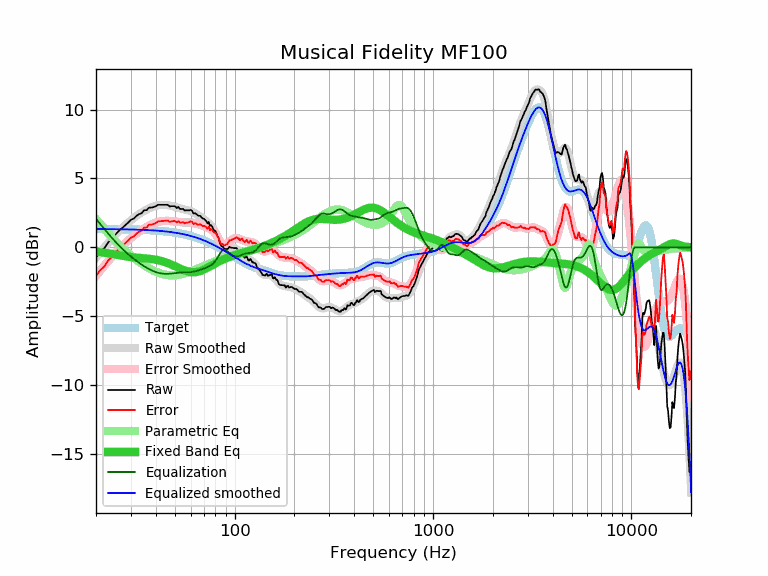 Musical Fidelity MF100
Amplitude (dBr)
10
5
0
−5
−10
−15
Target
Raw Smoothed
Error Smoothed
Raw
Error
Parametric Eq
Fixed Band Eq
Equalization
Equalized smoothed
100
1000
10000
Frequency (Hz)